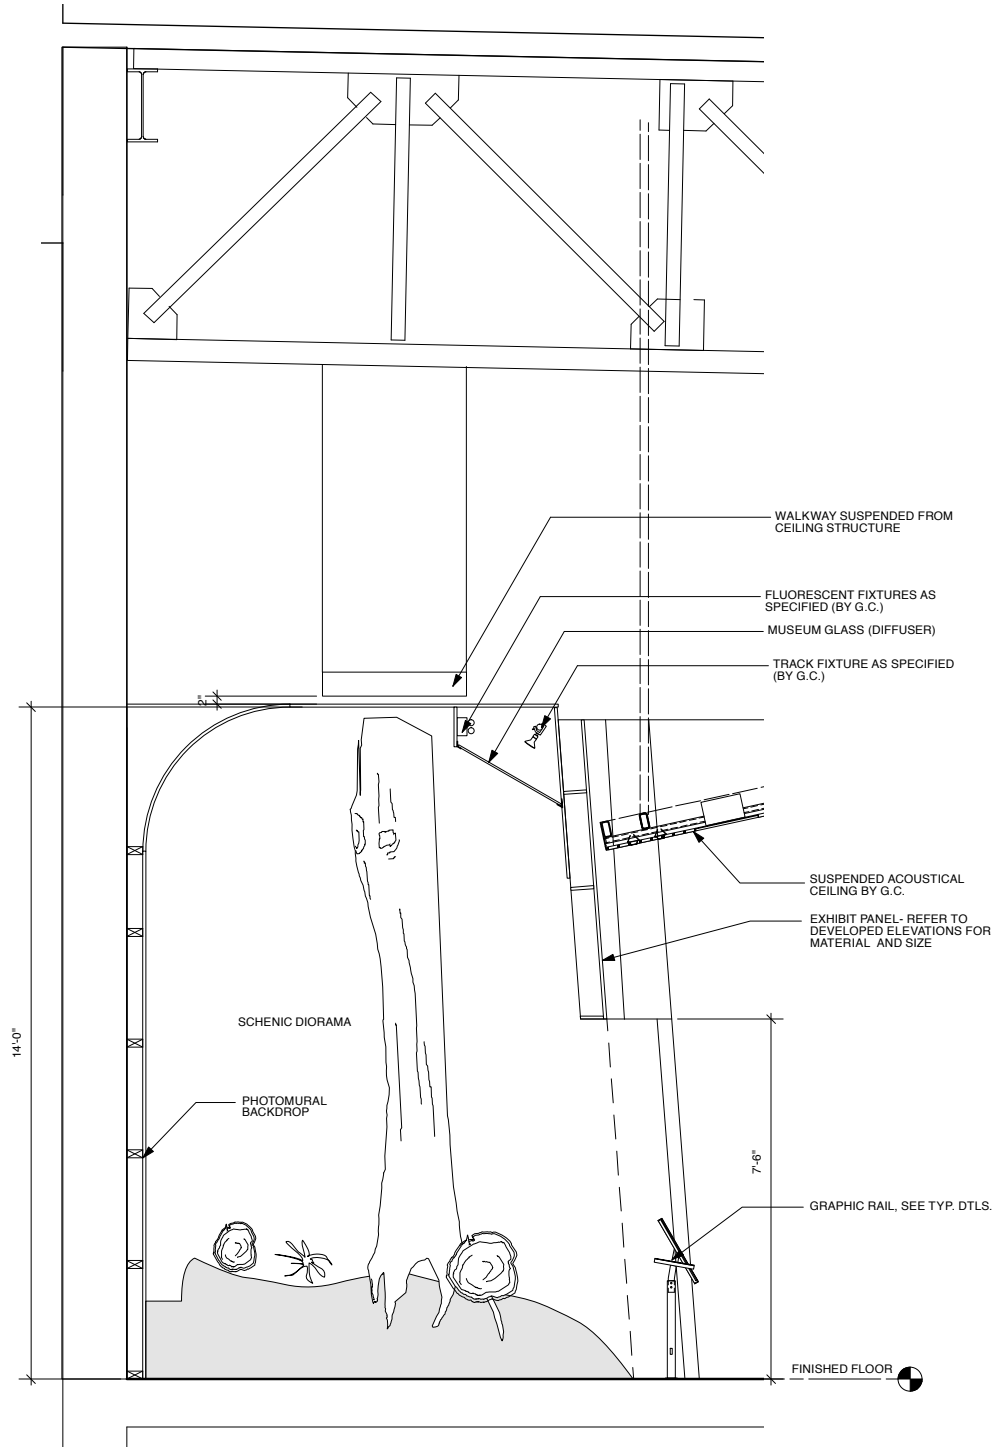 WALKWAY SUSPENDED FROM
CEILING STRUCTURE
FLUORESCENT FIXTURES AS
SPECIFIED (BY G.C.)
MUSEUM GLASS (DIFFUSER)
TRACK FIXTURE AS SPECIFIED
(BY G.C.)
2"
SUSPENDED ACOUSTICAL
CEILING BY G.C.
EXHIBIT PANEL- REFER TO
DEVELOPED ELEVATIONS FOR
MATERIAL AND SIZE
SCHENIC DIORAMA
14'-0"
PHOTOMURAL
BACKDROP
7'-6"
GRAPHIC RAIL, SEE TYP. DTLS.
FINISHED FLOOR